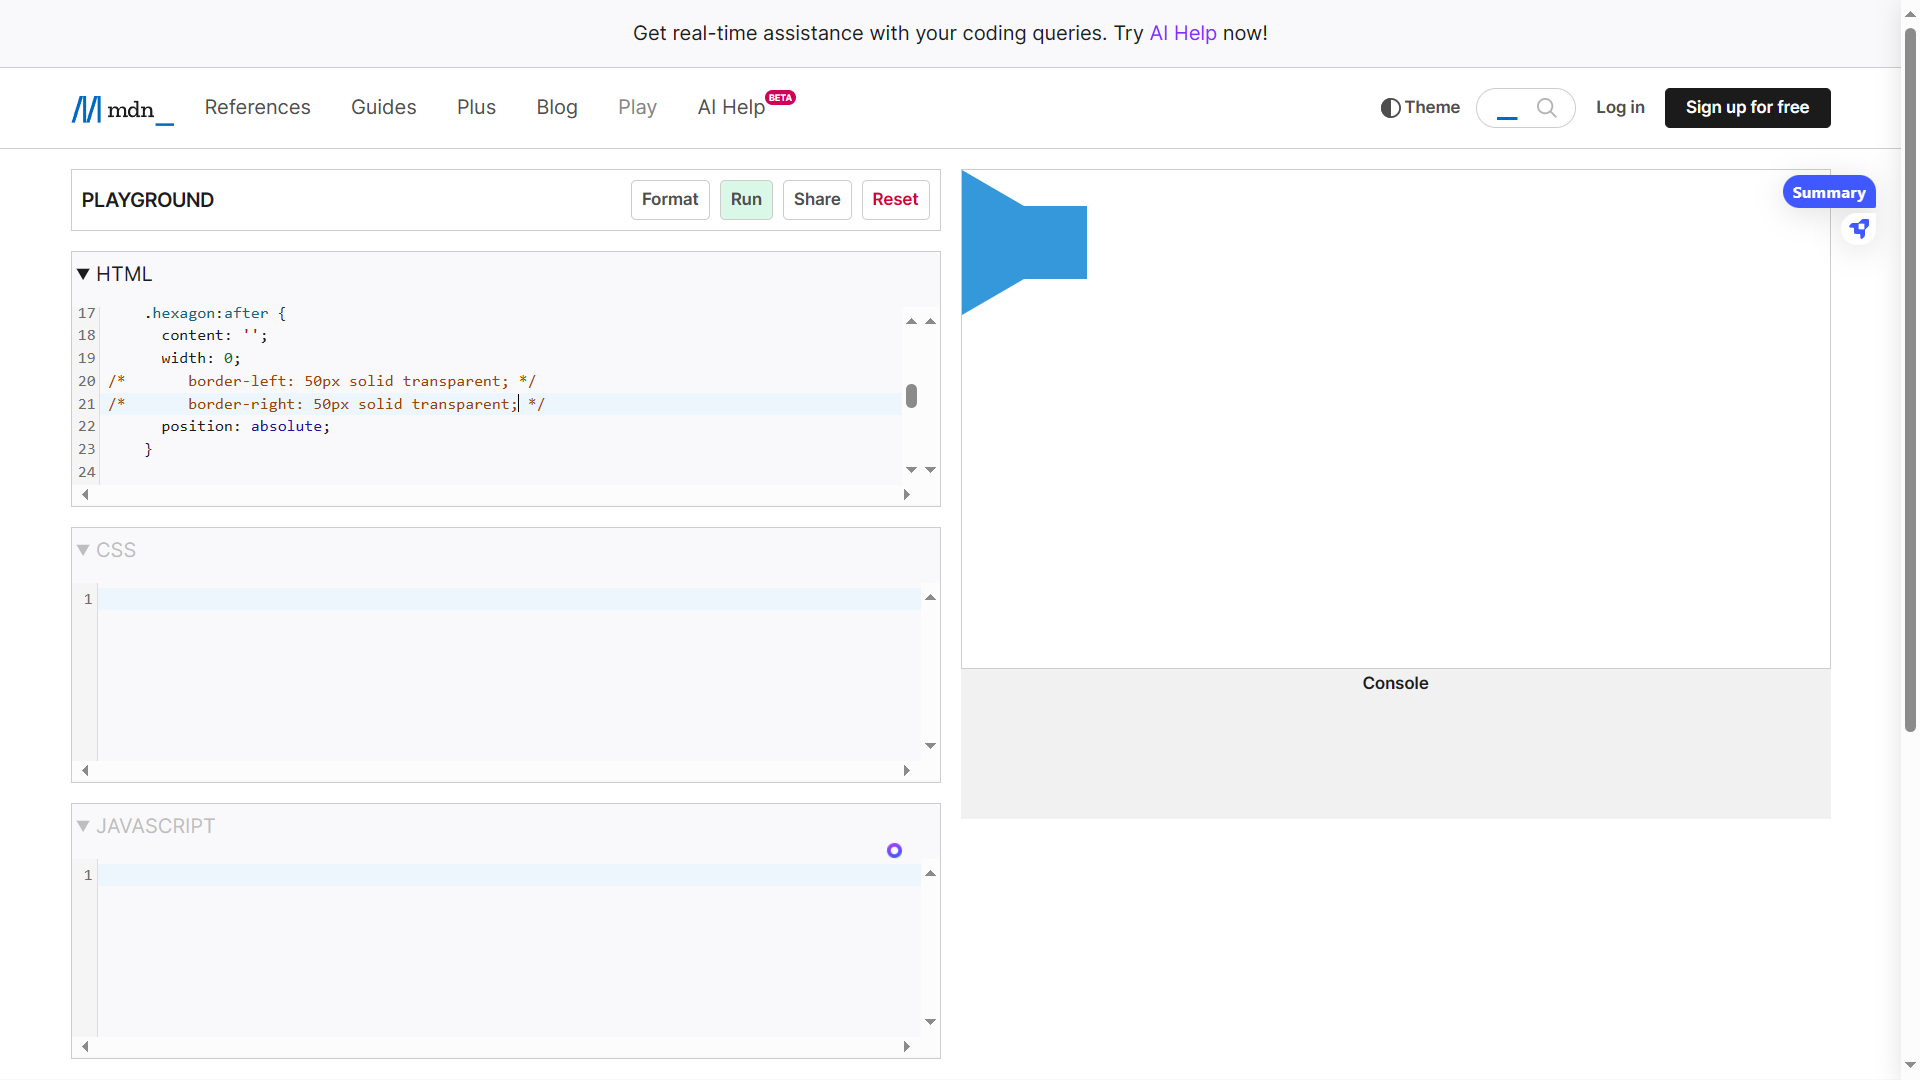 Get real-time assistance with your coding queries. Try AI Help now!
mdn_ References Guides Plus Blog Play AI Help BETA Theme _ Log in Sign up for free
PLAYGROUND Format Run Share Reset
Summary
HTML
17 .hexagon:after {
18 content: '';
19 width: 0;
20 /* border-left: 50px solid transparent; */
21 /* border-right: 50px solid transparent; */
22 position: absolute;
23 }
24
CSS
1
Console
JAVASCRIPT
1